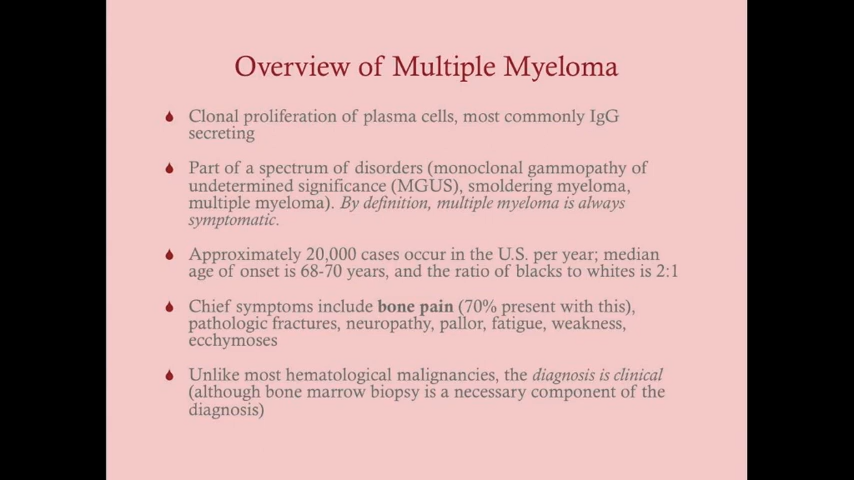 Overview of Multiple Myeloma
Clonal proliferation of plasma cells, most commonly IgG
secreting
Part of a spectrum of disorders (monoclonal gammopathy of
undetermined significance (MGUS), smoldering myeloma,
multiple myeloma). By definition, multiple myeloma is always
symptomatic.
Approximately 20,000 cases occur in the U.S. per year; median
age of onset is 68-70 years, and the ratio of blacks to whites is 2:1
Chief symptoms include bone pain (70% present with this),
pathologic fractures, neuropathy, pallor, fatigue, weakness,
ecchymoses
Unlike most hematological malignancies, the diagnosis is clinical
(although bone marrow biopsy is a necessary component of the
diagnosis)